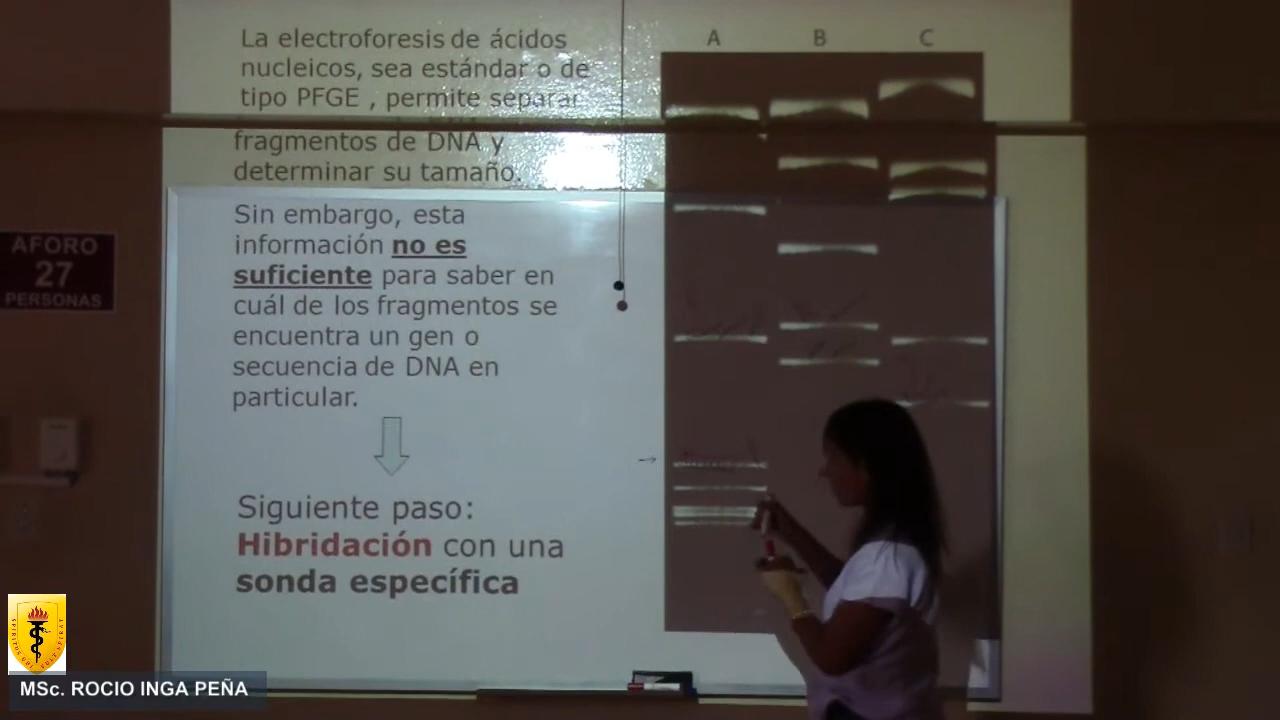 La electroforesis de ácidos
nucleicos, sea estándar o de
tipo PFGE , permite separar
fragmentos de DNA y
determinar su tamaño.
Sin embargo, esta
información no es
suficiente para saber en
cuál de los fragmentos se
encuentra un gen o
secuencia de DNA en
particular.
Siguiente paso:
Hibridación con una
sonda específica
A B C
AFORO
27
PERSONAS
MSc. ROCIO INGA PEÑA